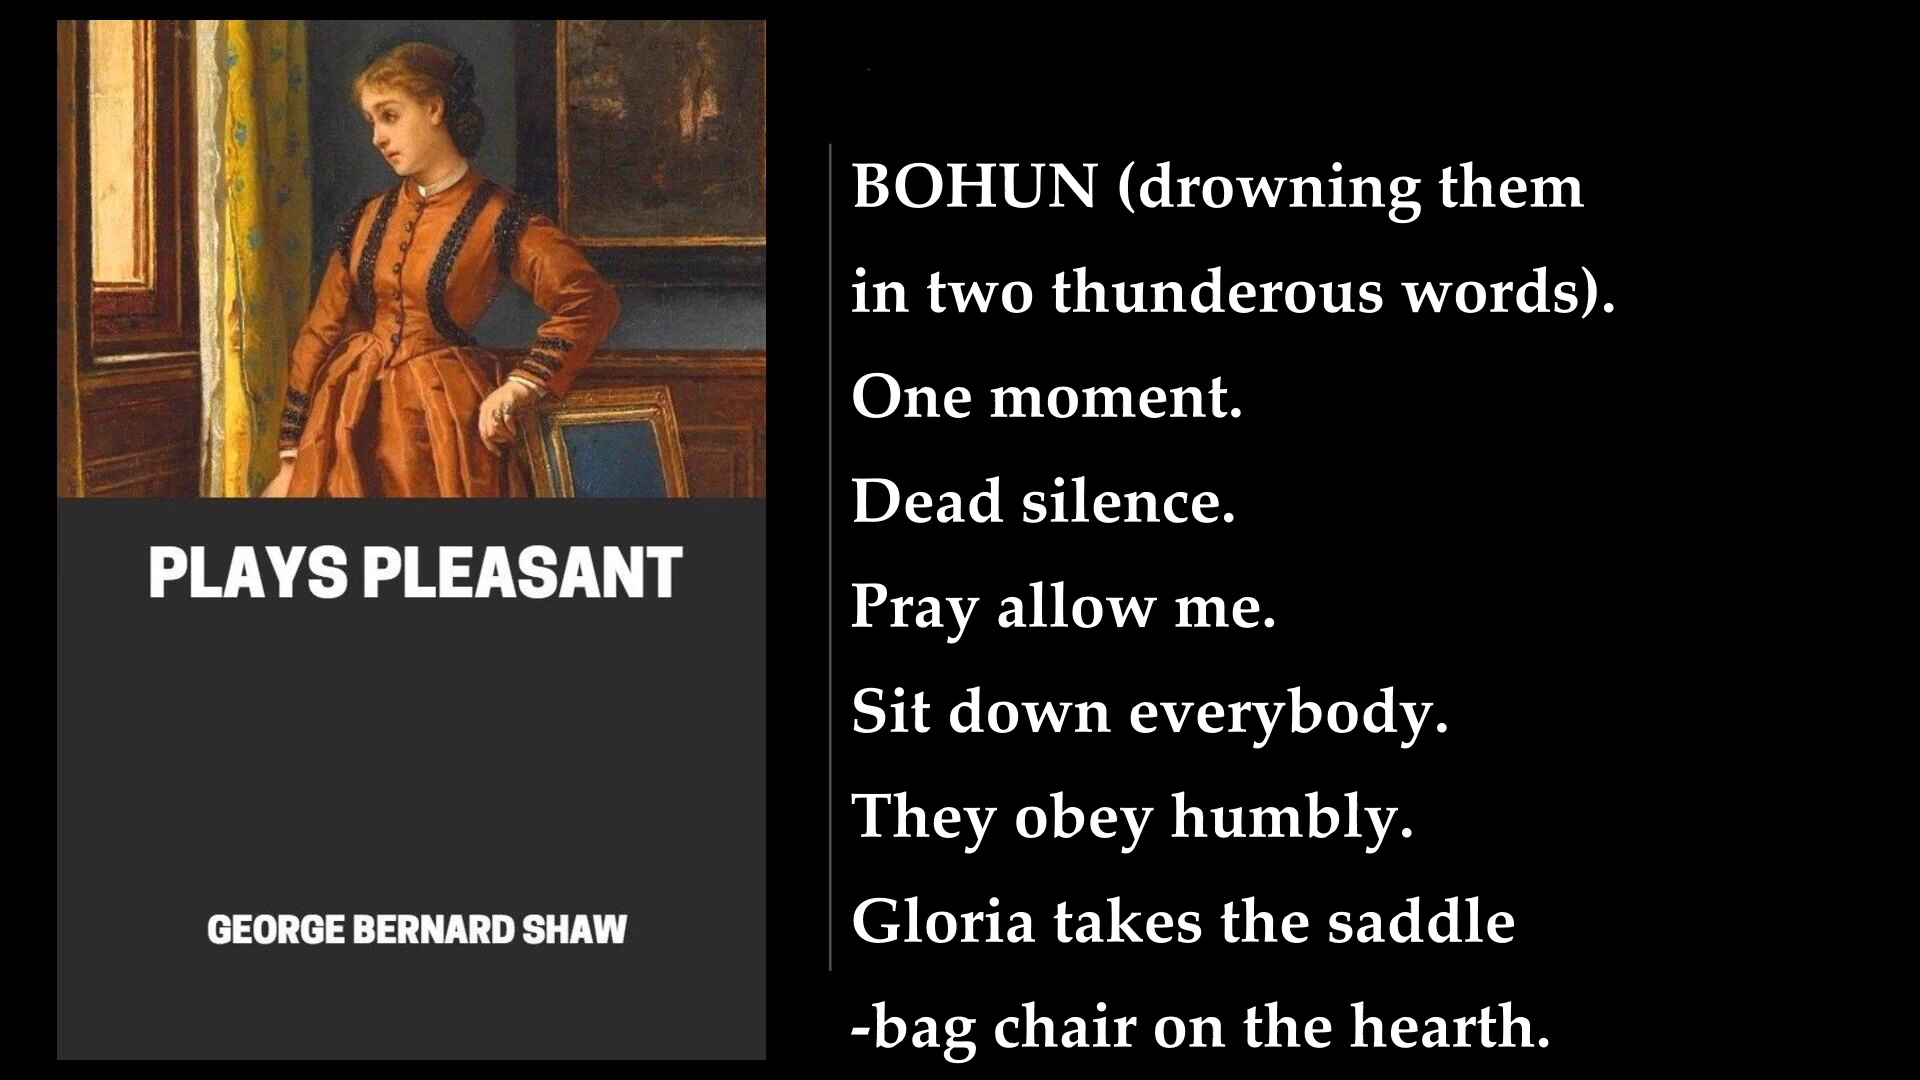 PLAYS PLEASANT
GEORGE BERNARD SHAW
BOHUN (drowning them
in two thunderous words).
One moment.
Dead silence.
Pray allow me.
Sit down everybody.
They obey humbly.
Gloria takes the saddle
-bag chair on the hearth.